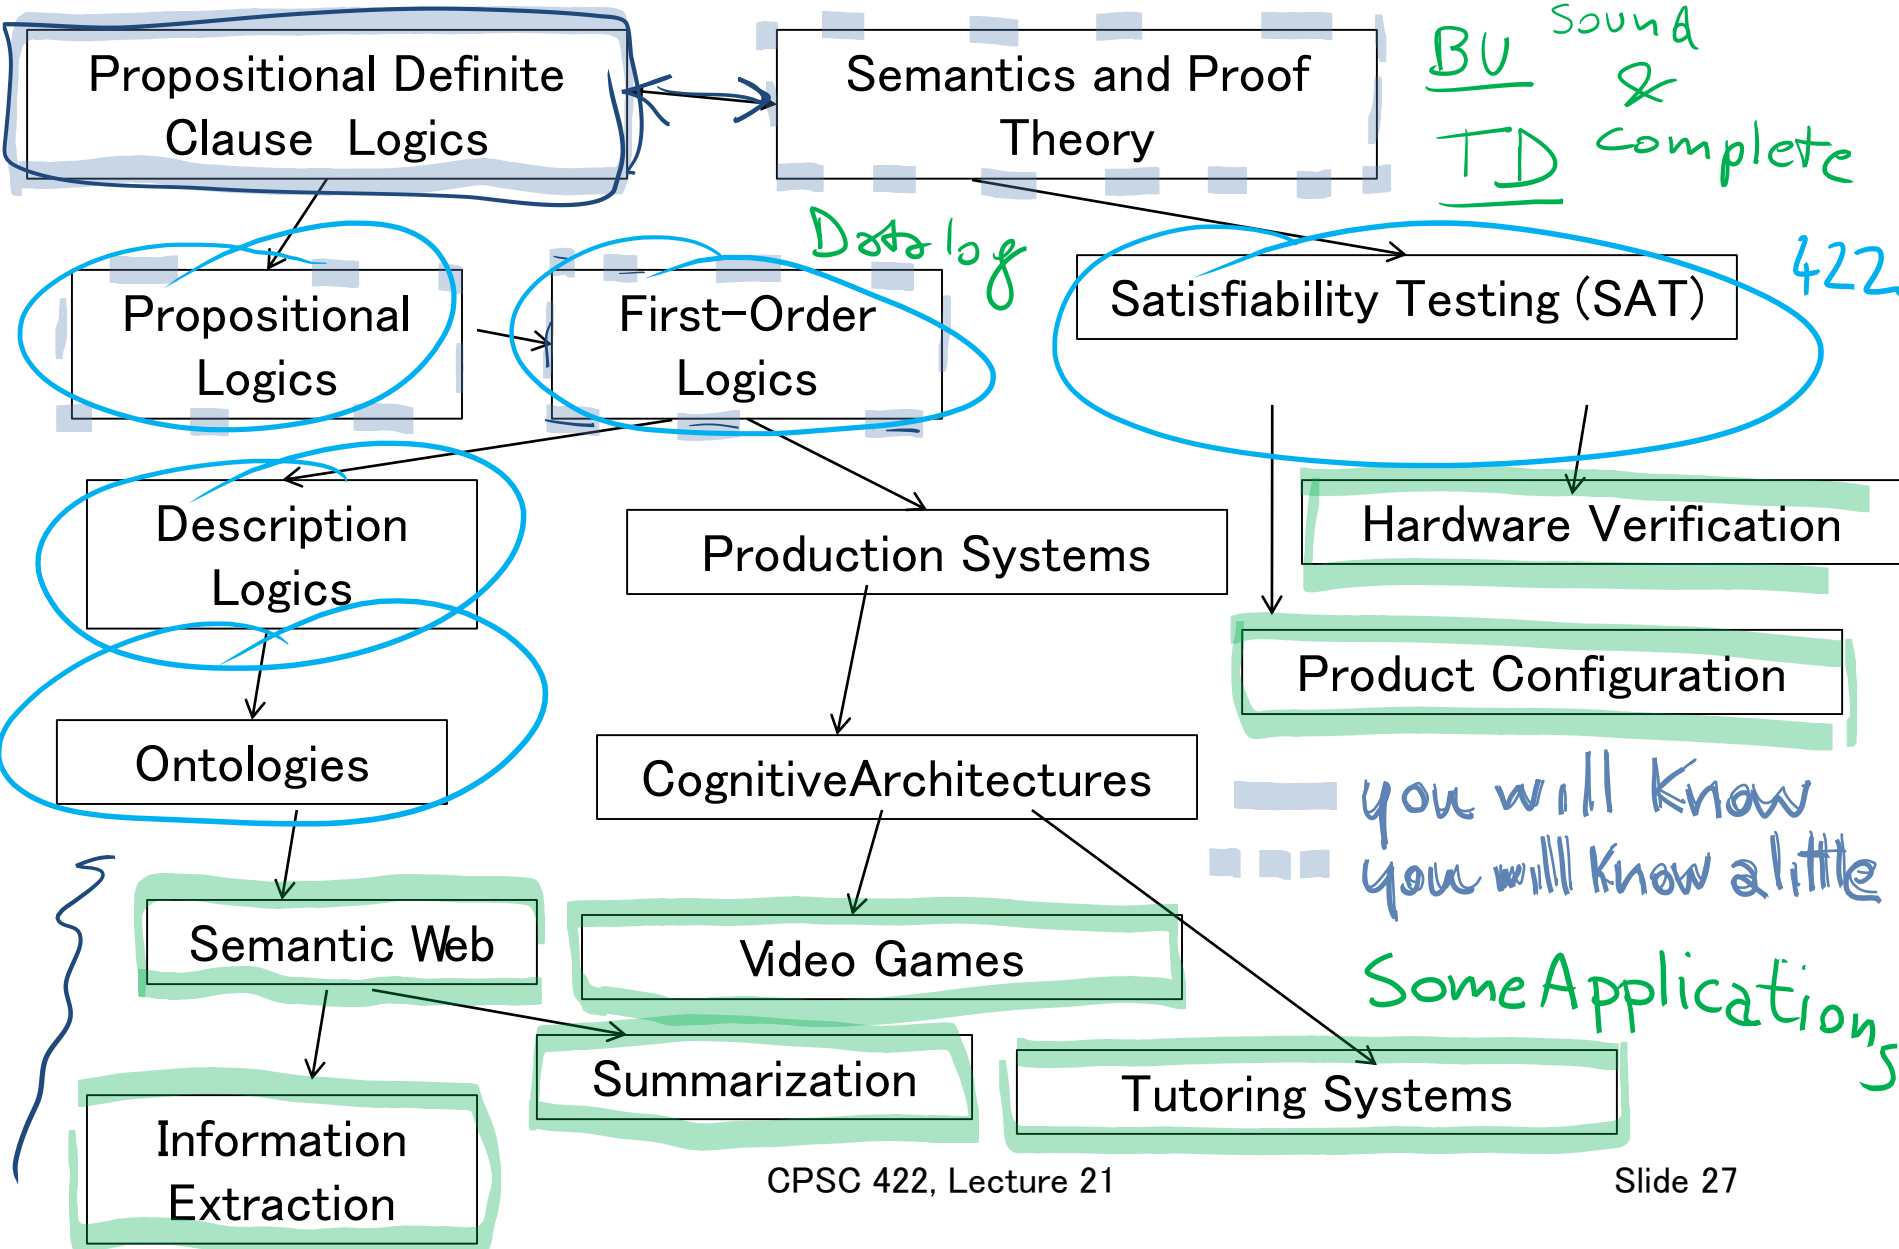 Propositional Definite
Clause Logics
Semantics and Proof
Theory
BU
TD
Sound
&
complete
Datalog
422
Propositional
Logics
First-Order
Logics
Satisfiability Testing (SAT)
Description
Logics
Production Systems
Hardware Verification
Product Configuration
Ontologies
CognitiveArchitectures
you will know
you will know a little
Semantic Web
Video Games
Some Applications
Summarization
Tutoring Systems
Information
Extraction
CPSC 422, Lecture 21
Slide 27